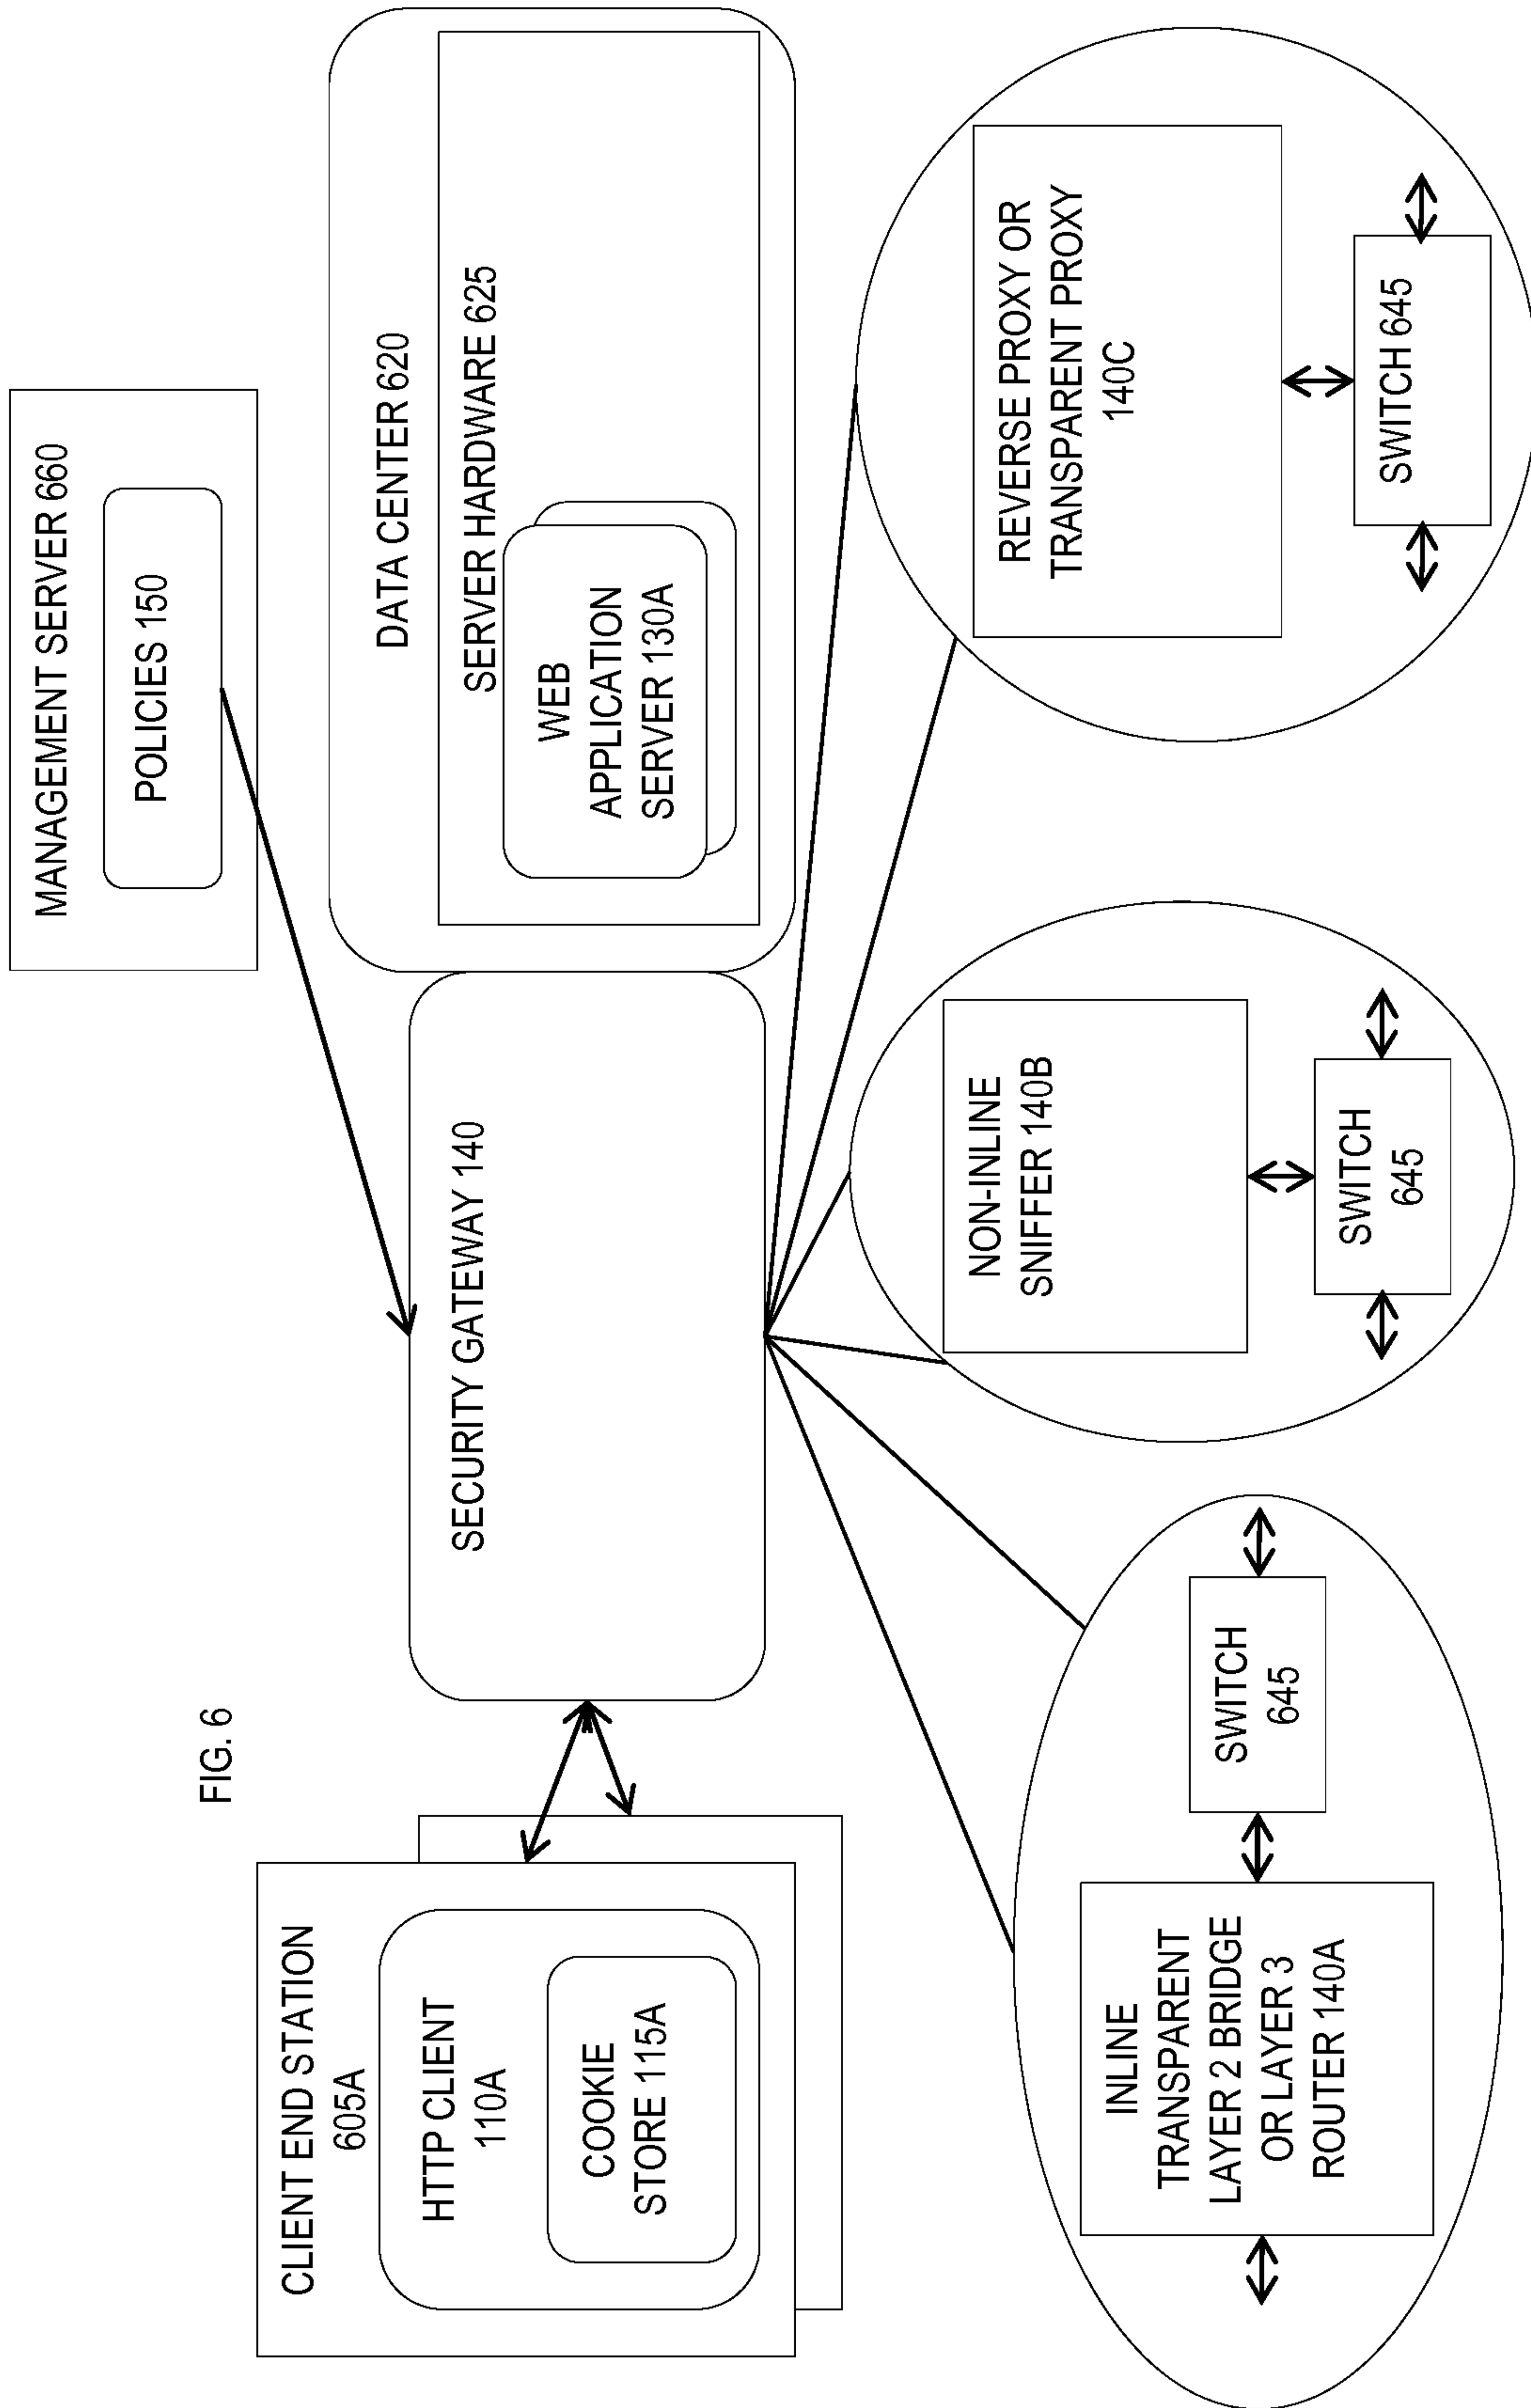 FIG. 6
MANAGEMENT SERVER 660
POLICIES 150
CLIENT END STATION
605A
HTTP CLIENT
110A
COOKIE
STORE 115A
SECURITY GATEWAY 140
DATA CENTER 620
SERVER HARDWARE 625
WEB
APPLICATION
SERVER 130A
INLINE
TRANSPARENT
LAYER 2 BRIDGE
OR LAYER 3
ROUTER 140A
SWITCH
645
NON-INLINE
SNIFFER 140B
SWITCH
645
REVERSE PROXY OR
TRANSPARENT PROXY
140C
SWITCH 645